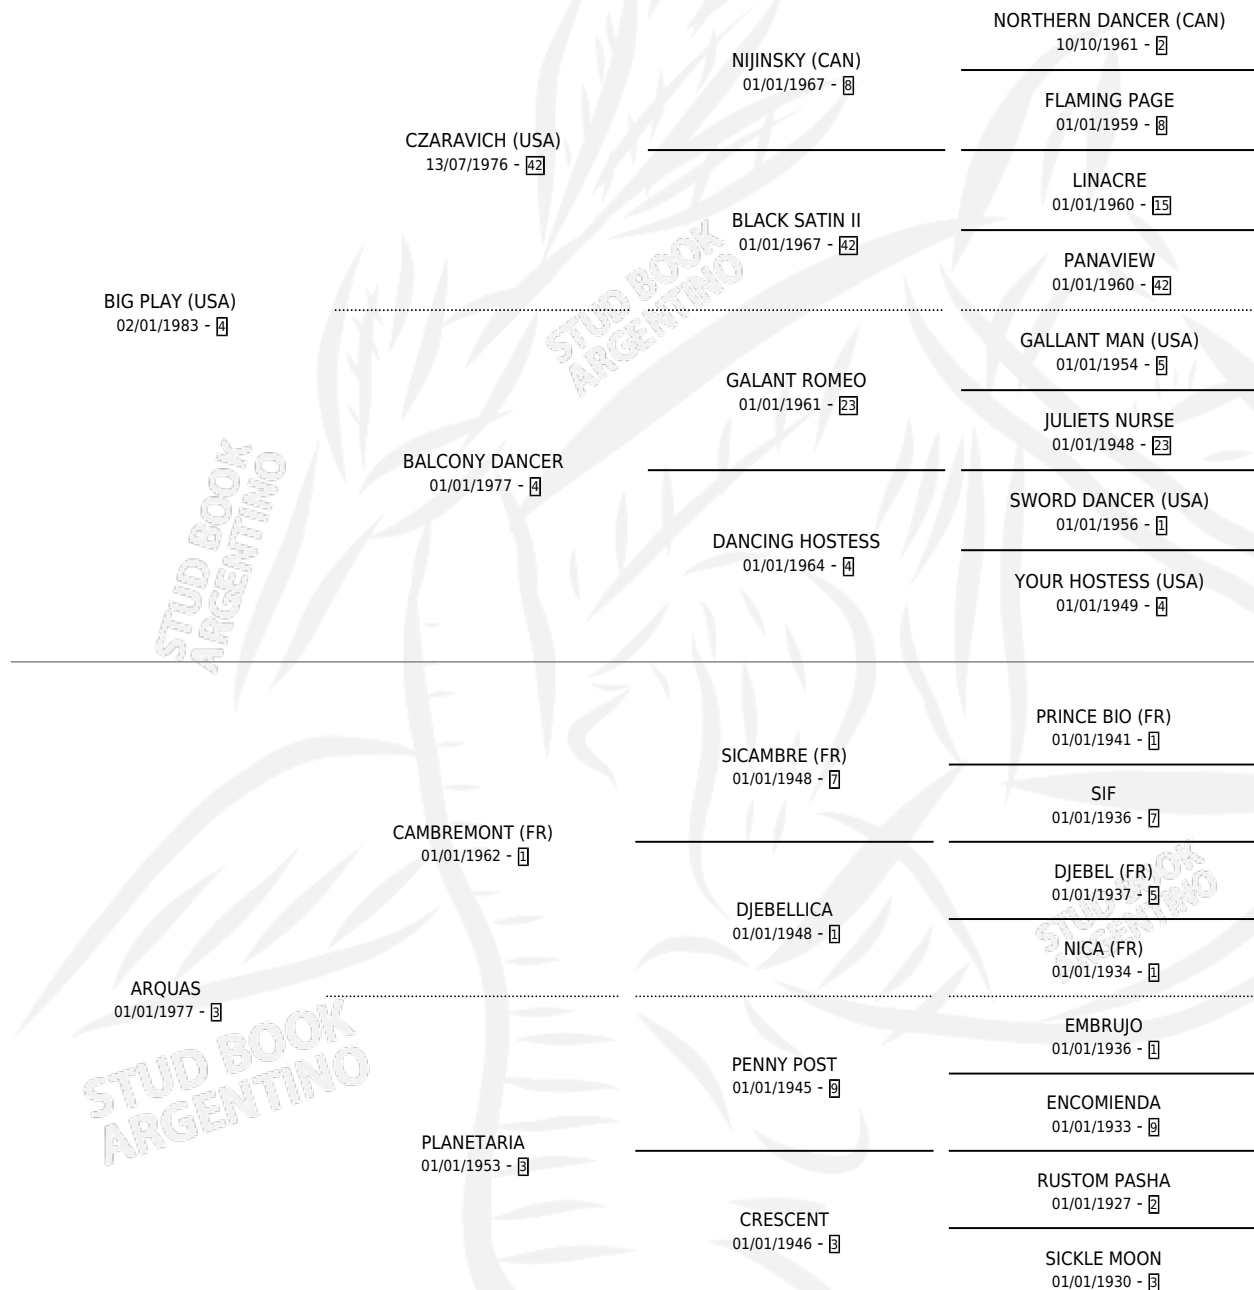 NORTHERN DANCER (CAN)
10/10/1961 - 2
NIJINSKY (CAN)
01/01/1967 - 8
FLAMING PAGE
01/01/1959 - 8
CZARAVICH (USA)
13/07/1976 - 42
LINACRE
01/01/1960 - 15
BLACK SATIN II
01/01/1967 - 42
PANAVIEW
01/01/1960 - 42
BIG PLAY (USA)
02/01/1983 - 4
STUD BOOK
ARGENTINO
GALLANT MAN (USA)
01/01/1954 - 5
GALANT ROMEO
01/01/1961 - 23
JULIETS NURSE
01/01/1948 - 23
BALCONY DANCER
01/01/1977 - 4
STUD BOOK
ARGENTINO
SWORD DANCER (USA)
01/01/1956 - 1
DANCING HOSTESS
01/01/1964 - 4
YOUR HOSTESS (USA)
01/01/1949 - 4
PRINCE BIO (FR)
01/01/1941 - 1
SICAMBRE (FR)
01/01/1948 - 7
SIF
01/01/1936 - 7
CAMBREMONT (FR)
01/01/1962 - 1
DJEBEL (FR)
01/01/1937 - 5
STUD BOOK
ARGENTINO
DJEBELLICA
01/01/1948 - 1
NICA (FR)
01/01/1934 - 1
ARQUAS
01/01/1977 - 3
STUD BOOK
ARGENTINO
EMBRUJO
01/01/1936 - 1
PENNY POST
01/01/1945 - 9
ENCOMIENDA
01/01/1933 - 9
PLANETARIA
01/01/1953 - 3
RUSTOM PASHA
01/01/1927 - 2
CRESCENT
01/01/1946 - 3
SICKLE MOON
01/01/1930 - 3